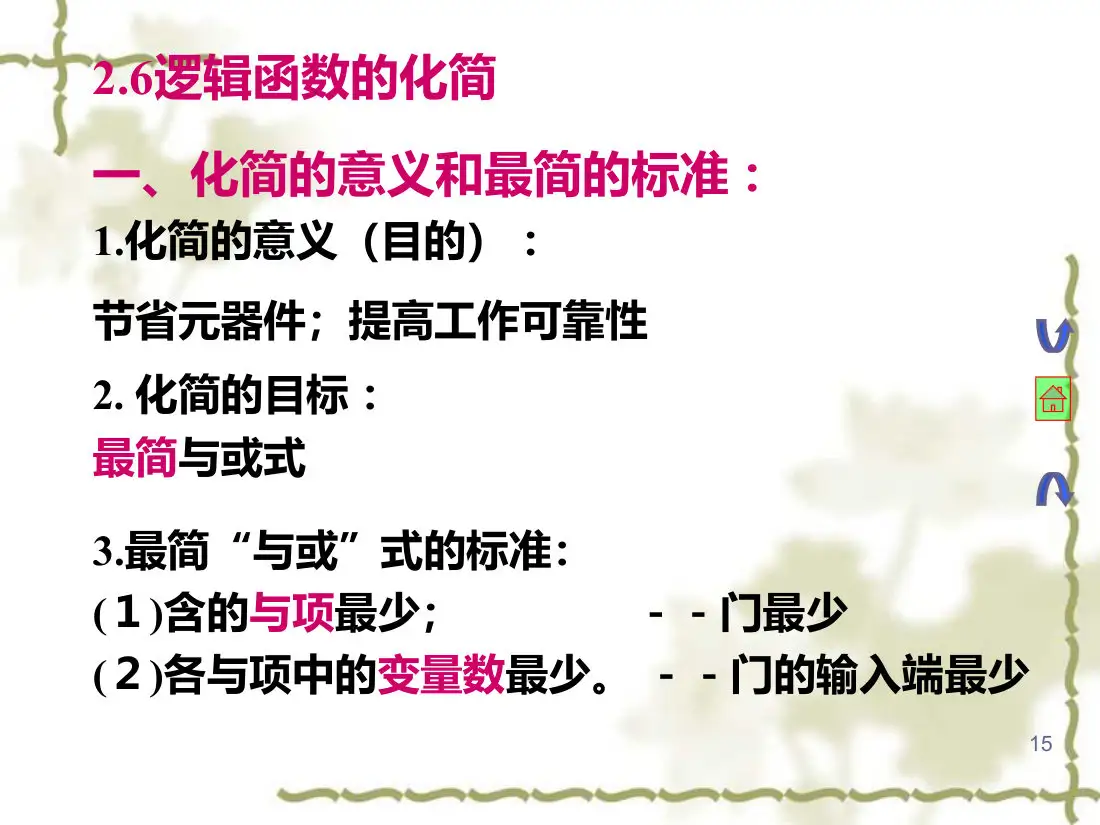 2.6逻辑函数的化简
一、化简的意义和最简的标准：
1.化简的意义（目的）：
节省元器件；提高工作可靠性
2. 化简的目标：
最简与或式
3.最简“与或”式的标准：
(１)含的与项最少； －－门最少
(２)各与项中的变量数最少。 －－门的输入端最少
15